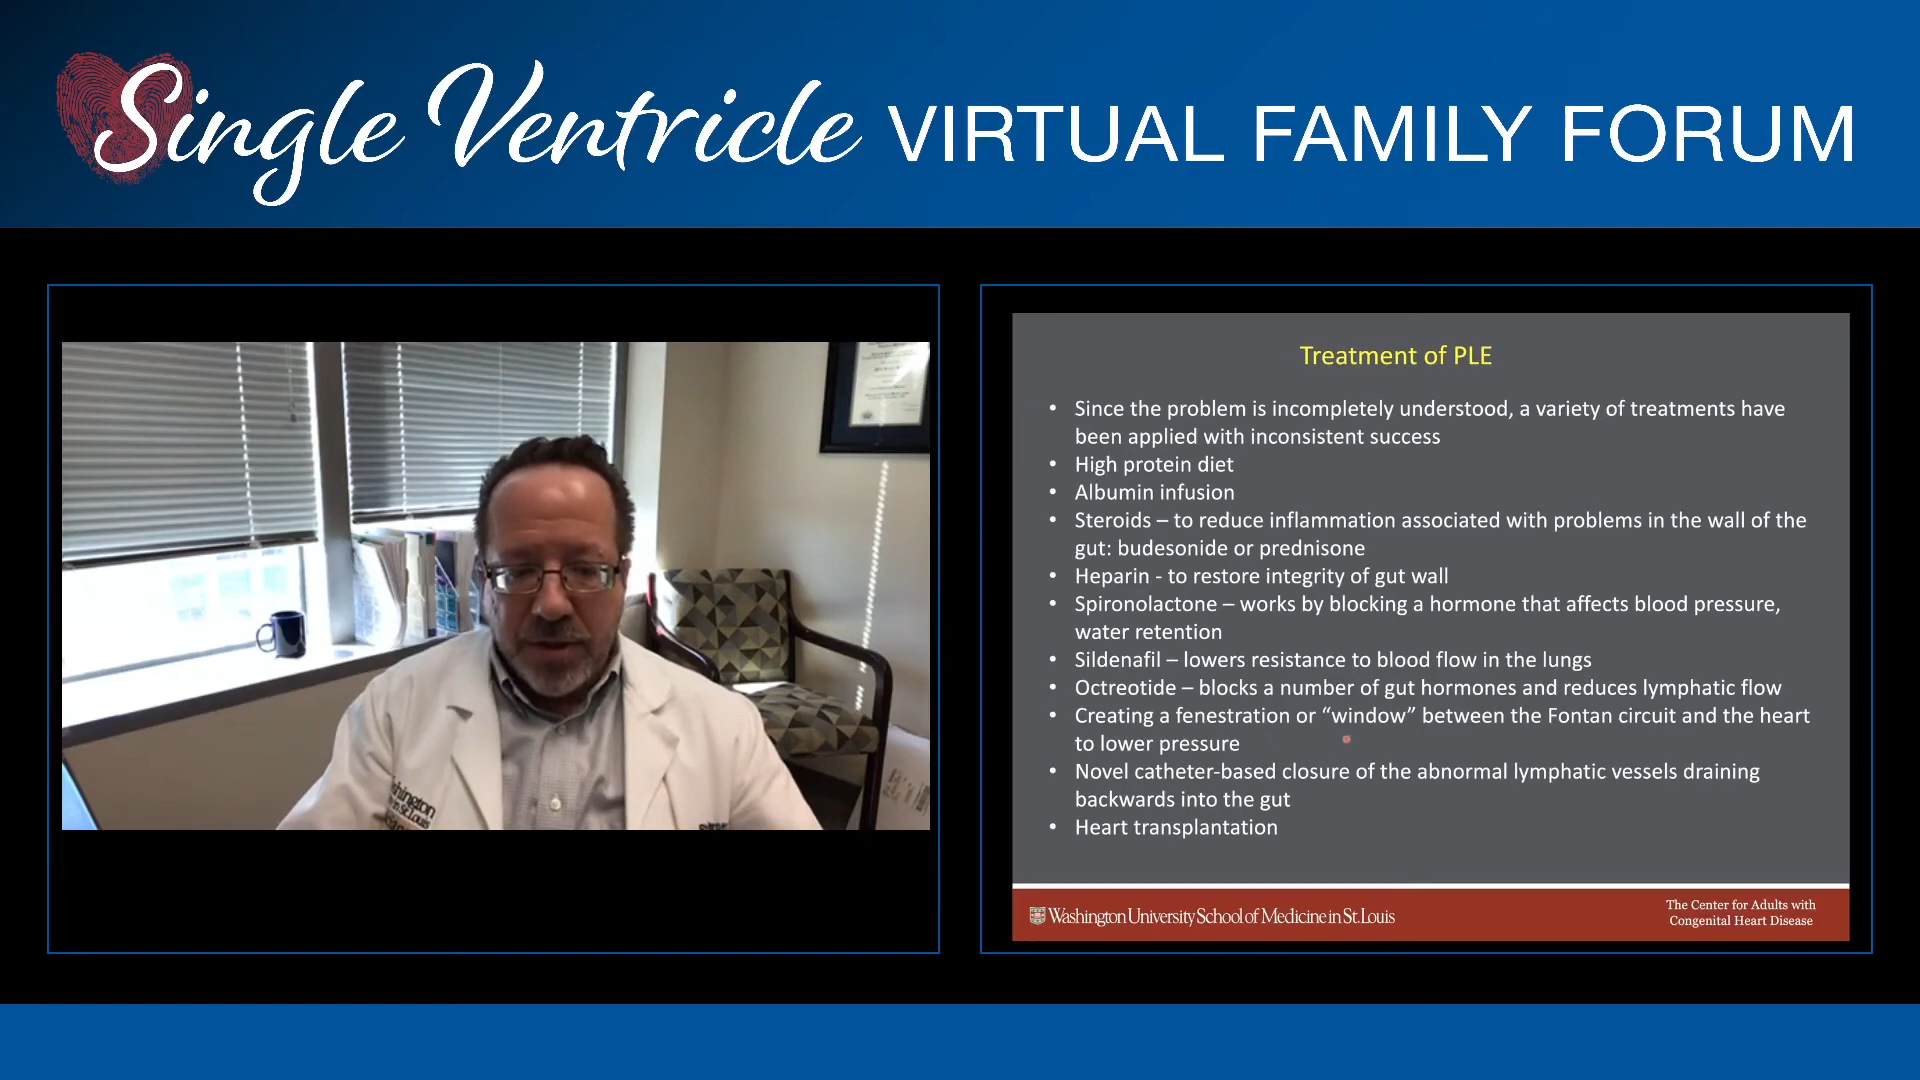 Single Ventricle VIRTUAL FAMILY FORUM
Treatment of PLE
• Since the problem is incompletely understood, a variety of treatments have
been applied with inconsistent success
• High protein diet
• Albumin infusion
• Steroids – to reduce inflammation associated with problems in the wall of the
gut: budesonide or prednisone
• Heparin - to restore integrity of gut wall
• Spironolactone – works by blocking a hormone that affects blood pressure,
water retention
• Sildenafil – lowers resistance to blood flow in the lungs
• Octreotide – blocks a number of gut hormones and reduces lymphatic flow
• Creating a fenestration or “window” between the Fontan circuit and the heart
to lower pressure
• Novel catheter-based closure of the abnormal lymphatic vessels draining
backwards into the gut
• Heart transplantation
Washington University School of Medicine in St. Louis
The Center for Adults with
Congenital Heart Disease